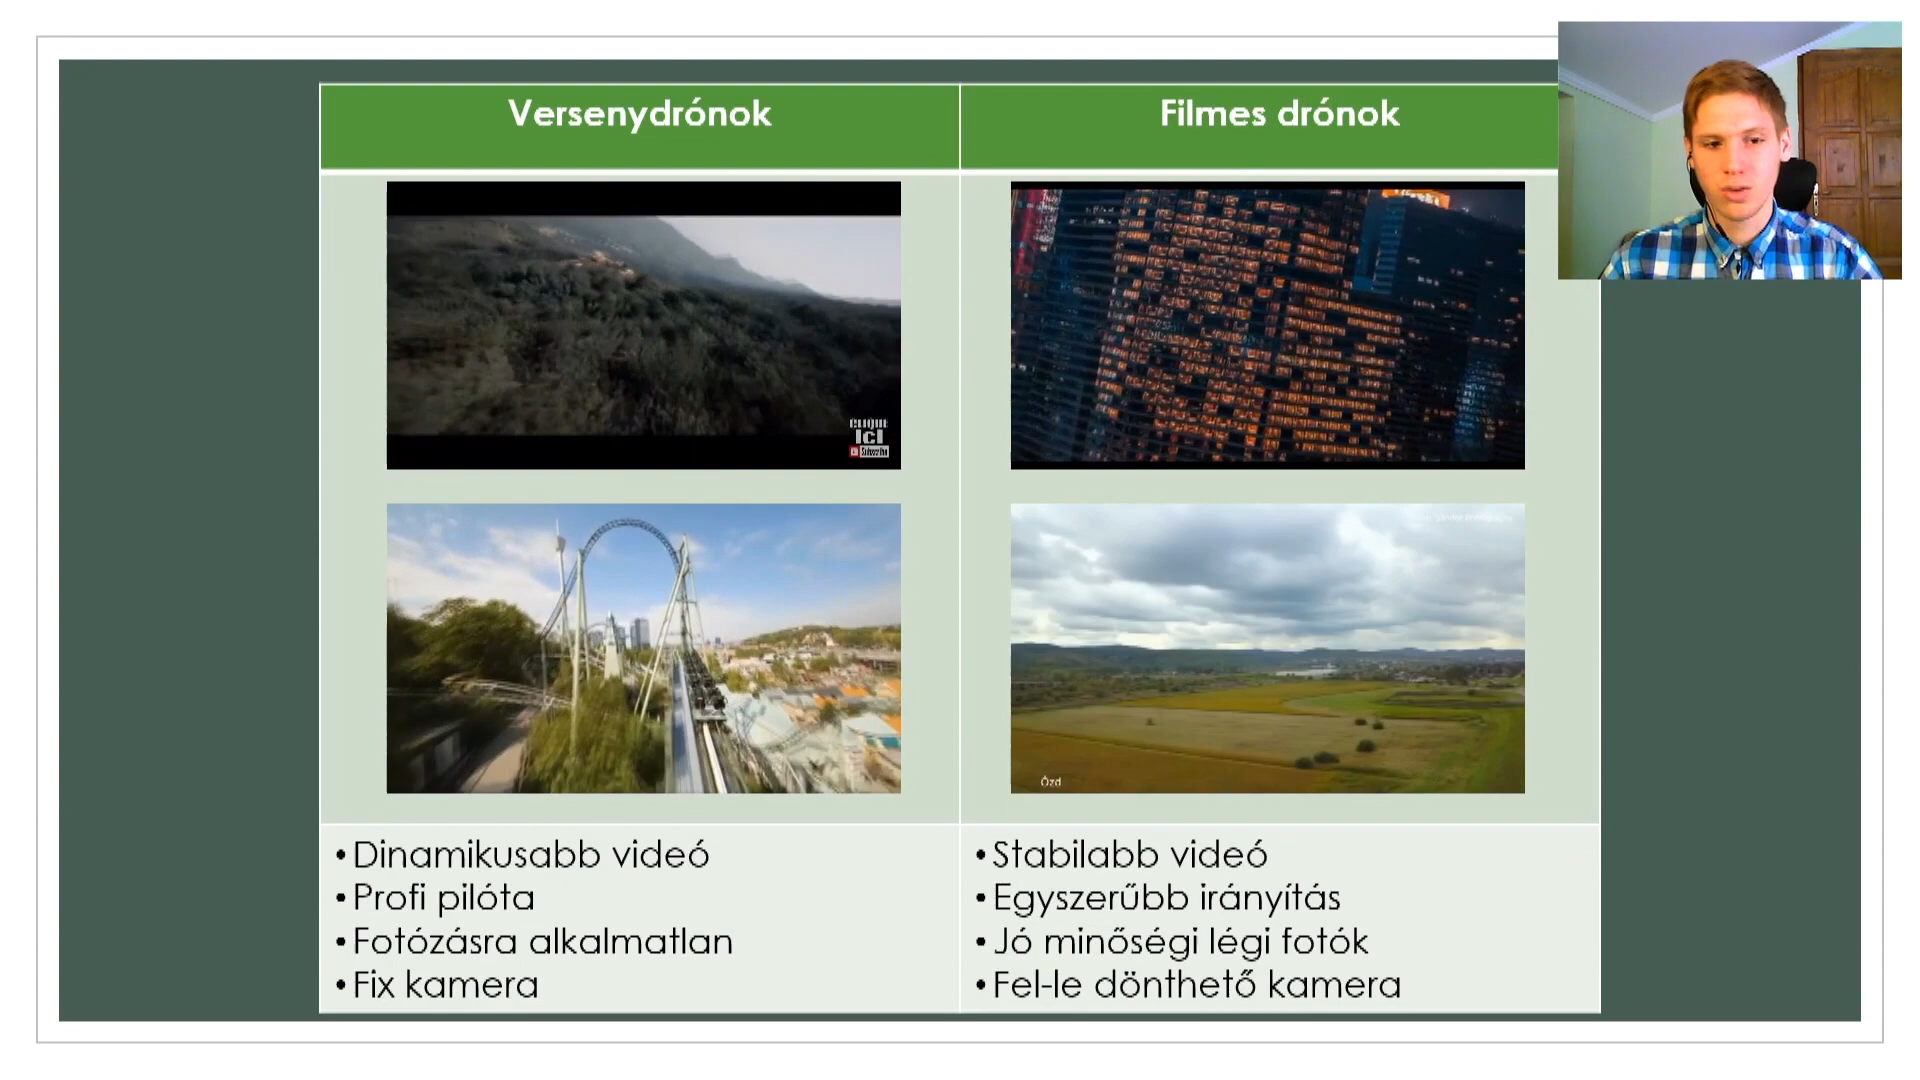 Versenydrónok
Filmes drónok
Subscribe
Ózd
•Dinamikusabb videó
•Profi pilóta
•Fotózásra alkalmatlan
•Fix kamera
•Stabilabb videó
•Egyszerűbb irányítás
•Jó minőségi légi fotók
•Fel-le dönthető kamera